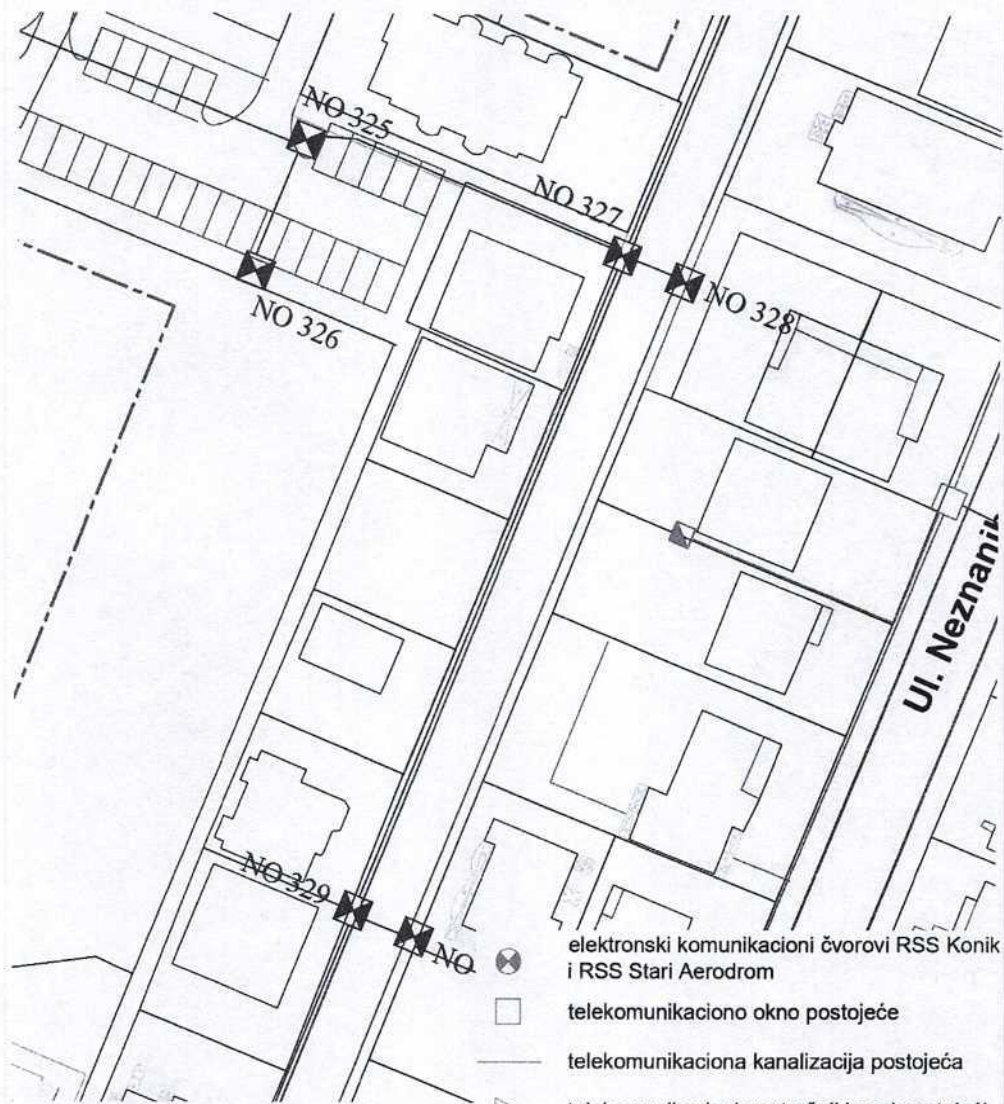 NO 325
NO 327
NO 328
NO 326
Ul. Neznanih
NO 329
NO
elektronski komunikacioni čvorovi RSS Konik
i RSS Stari Aerodrom
telekomunikaciono okno postojeće
telekomunikaciona kanalizacija postojeća